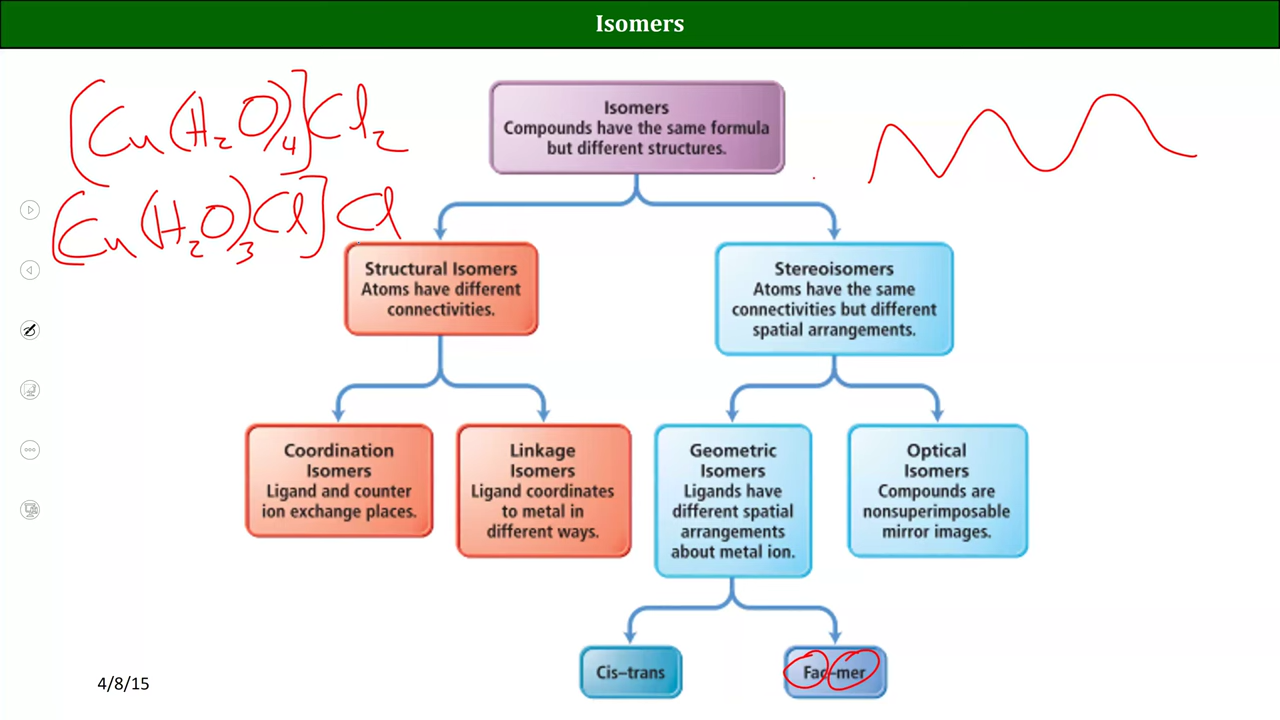 Isomers
[Cu(H₂O)₄]Cl₂
[Cu(H₂O)₃Cl]Cl
Isomers
Compounds have the same formula
but different structures.
Structural Isomers
Atoms have different
connectivities.
Stereoisomers
Atoms have the same
connectivities but different
spatial arrangements.
Coordination
Isomers
Ligand and counter
ion exchange places.
Linkage
Isomers
Ligand coordinates
to metal in
different ways.
Geometric
Isomers
Ligands have
different spatial
arrangements
about metal ion.
Optical
Isomers
Compounds are
nonsuperimposable
mirror images.
Cis–trans
Fac–mer
4/8/15